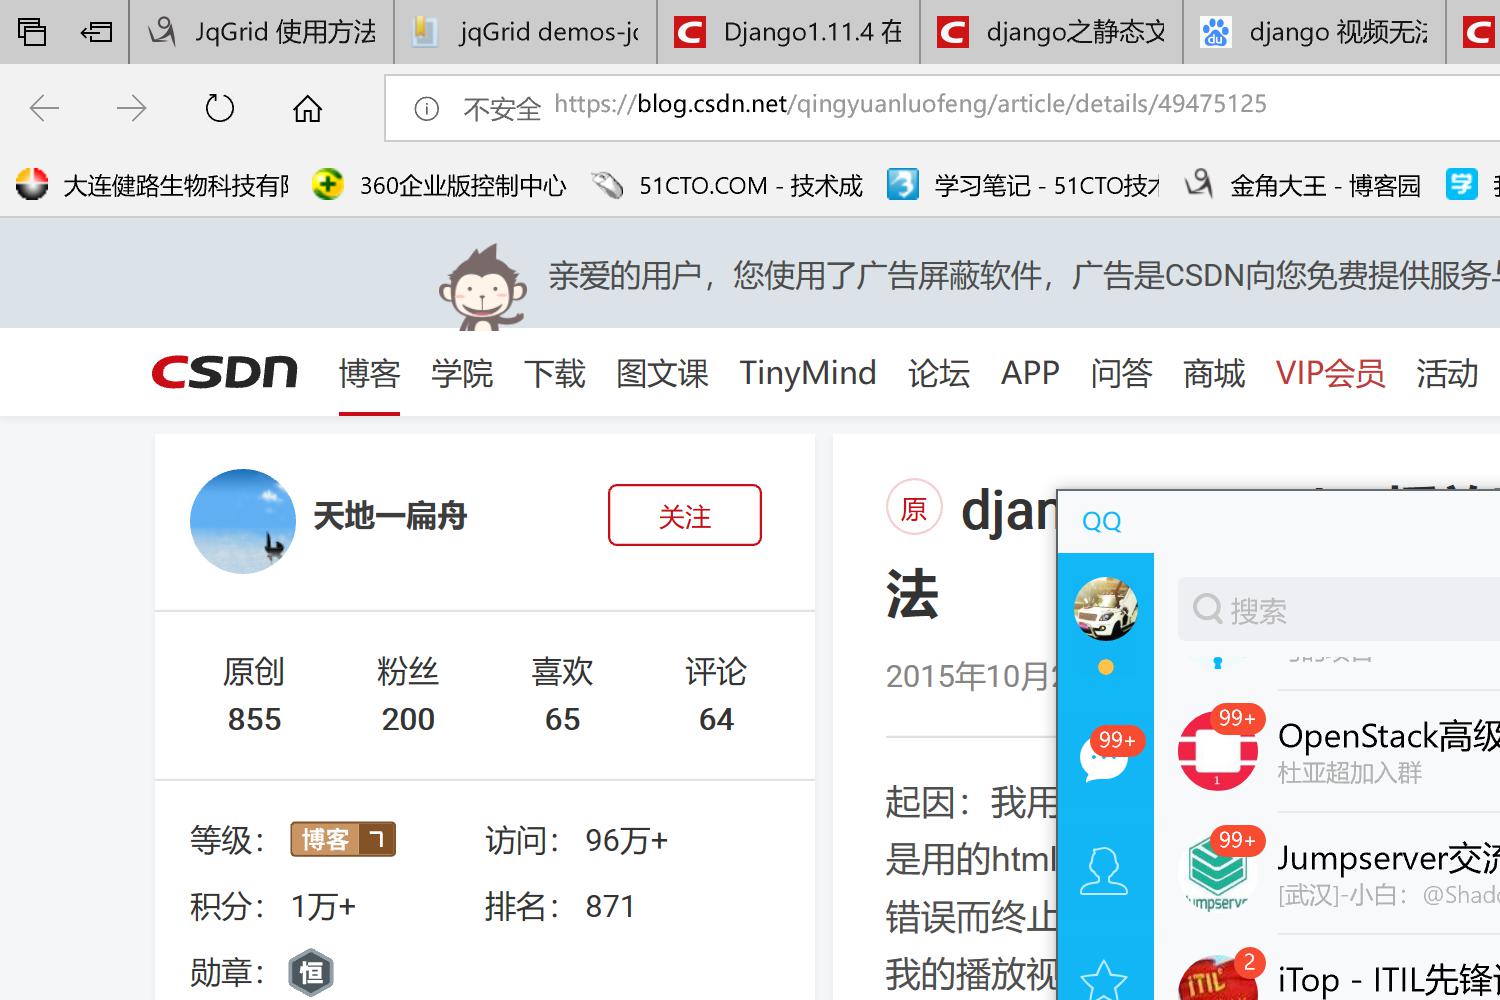 JqGrid 使用方法
jqGrid demos-jq
Django1.11.4 在
django之静态文
django 视频无法
不安全 https://blog.csdn.net/qingyuanluofeng/article/details/49475125
大连健路生物科技有限
360企业版控制中心
51CTO.COM - 技术成
学习笔记 - 51CTO技术
金角大王 - 博客园
学
亲爱的用户，您使用了广告屏蔽软件，广告是CSDN向您免费提供服务
CSDN 博客 学院 下载 图文课 TinyMind 论坛 APP 问答 商城 VIP会员 活动
天地一扁舟 关注
原创 粉丝 喜欢 评论
855 200 65 64
等级： 博客 7 访问： 96万+
积分： 1万+ 排名： 871
勋章： 恒
原 djan
法
2015年10月2
起因：我用
是用的html
错误而终止
我的播放视
QQ
搜索
99+
99+
OpenStack高级
杜亚超加入群
99+
Jumpserver交流
[武汉]-小白：@Shado
2
iTop - ITIL先锋论